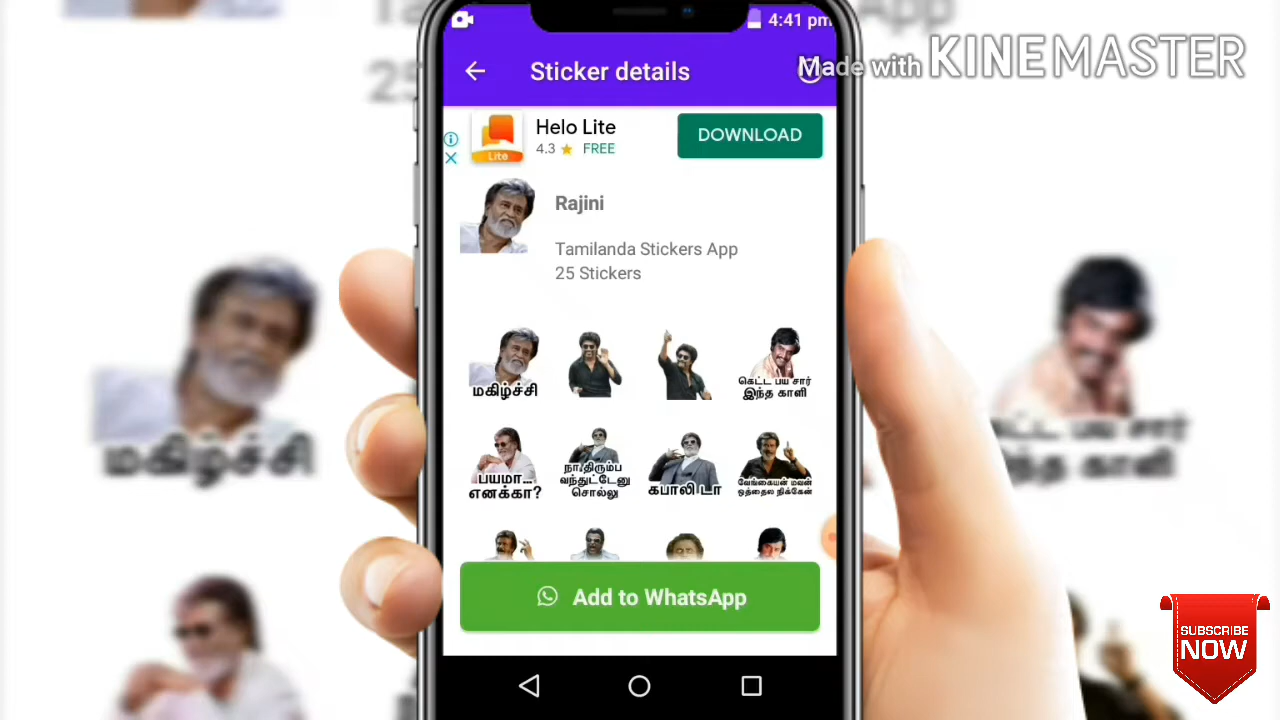 4:41 pm
Sticker details
Made with KINEMASTER
Helo Lite
4.3 ★ FREE
DOWNLOAD
Lite
Rajini
Tamilanda Stickers App
25 Stickers
மகிழ்ச்சி
கெட்ட பய சார்
இந்த காளி
பயமா...
எனக்கா?
நா திரும்ப
வந்துட்டேனு
சொல்லு
கபாலி டா
வேங்கையன் மவன்
ஒத்தைல நிக்கேன்
Add to WhatsApp
மகிழ்ச்சி
SUBSCRIBE
NOW